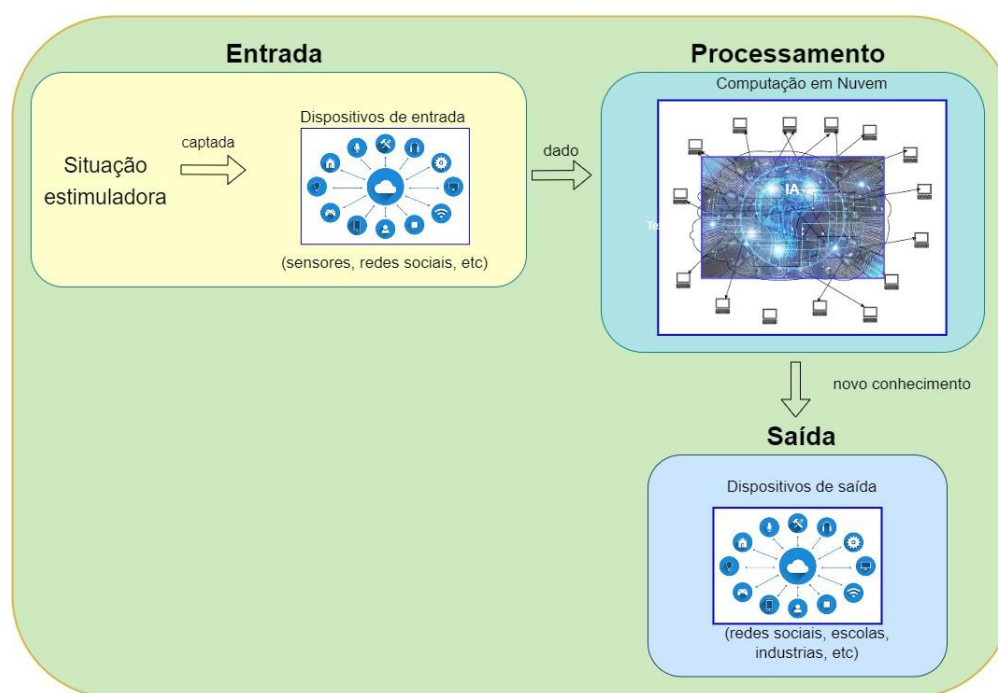 Entrada
Situação
estimuladora
captada
Dispositivos de entrada
(sensores, redes sociais, etc)
dado
Processamento
Computação em Nuvem
IA
novo conhecimento
Saída
Dispositivos de saída
(redes sociais, escolas,
industrias, etc)